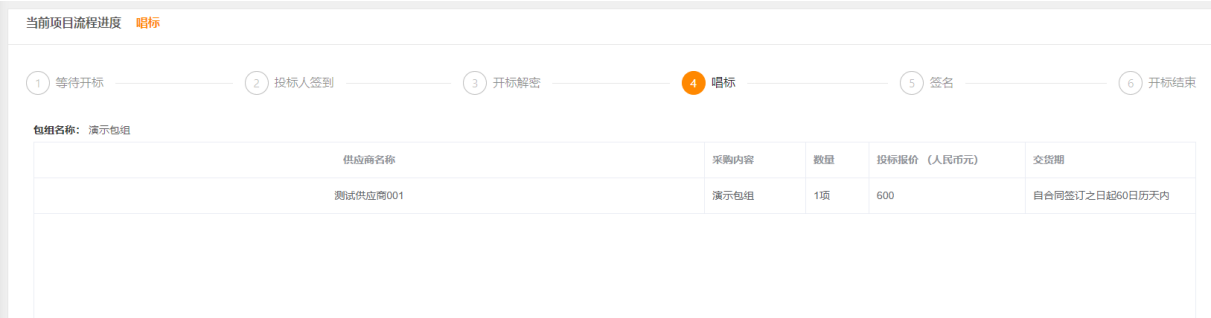 当前项目流程进度 唱标
1 等待开标 2 投标人签到 3 开标解密 4 唱标 5 签名 6 开标结束
包组名称： 演示包组
供应商名称 采购内容 数量 投标报价 （人民币元） 交货期
测试供应商001 演示包组 1项 600 自合同签订之日起60日历天内